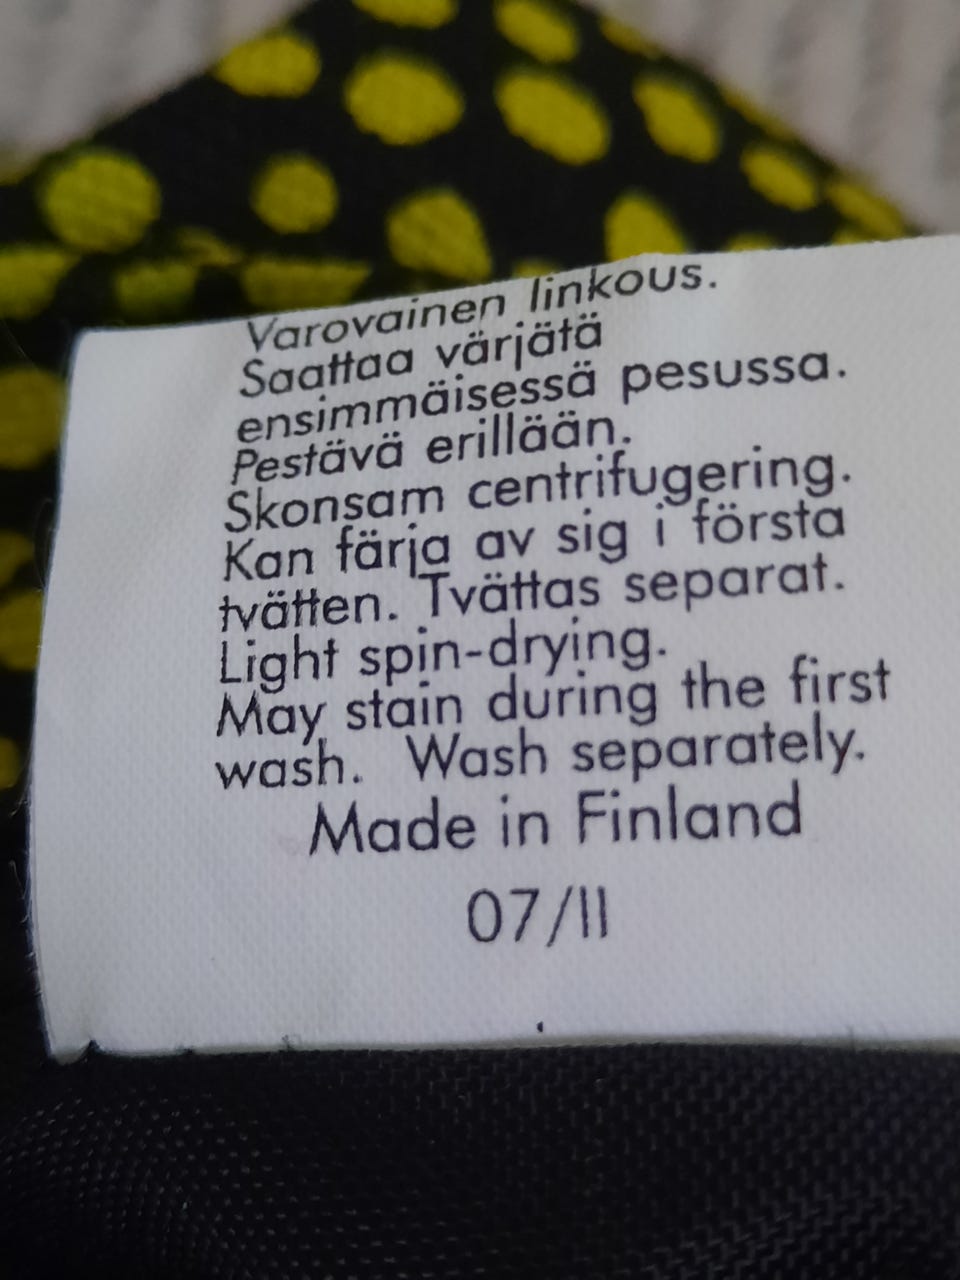 Varovainen linkous.
Saattaa värjätä
ensimmäisessä pesussa.
Pestävä erillään.
Skonsam centrifugering.
Kan färja av sig i första
tvätten. Tvättas separat.
Light spin-drying.
May stain during the first
wash. Wash separately.
Made in Finland
07/II